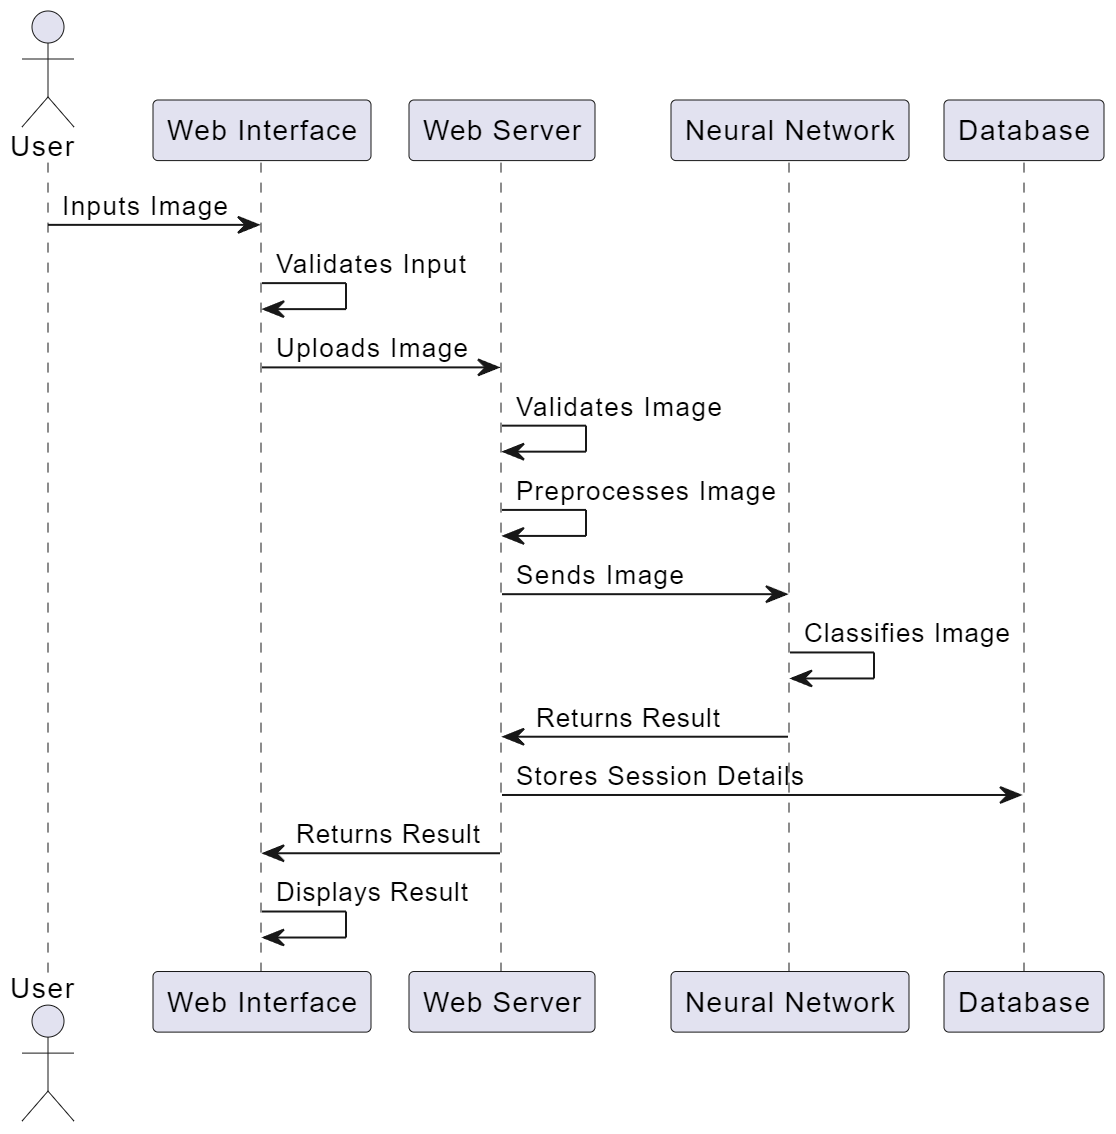 User
Web Interface
Web Server
Neural Network
Database
Inputs Image
Validates Input
Uploads Image
Validates Image
Preprocesses Image
Sends Image
Classifies Image
Returns Result
Stores Session Details
Returns Result
Displays Result
User
Web Interface
Web Server
Neural Network
Database